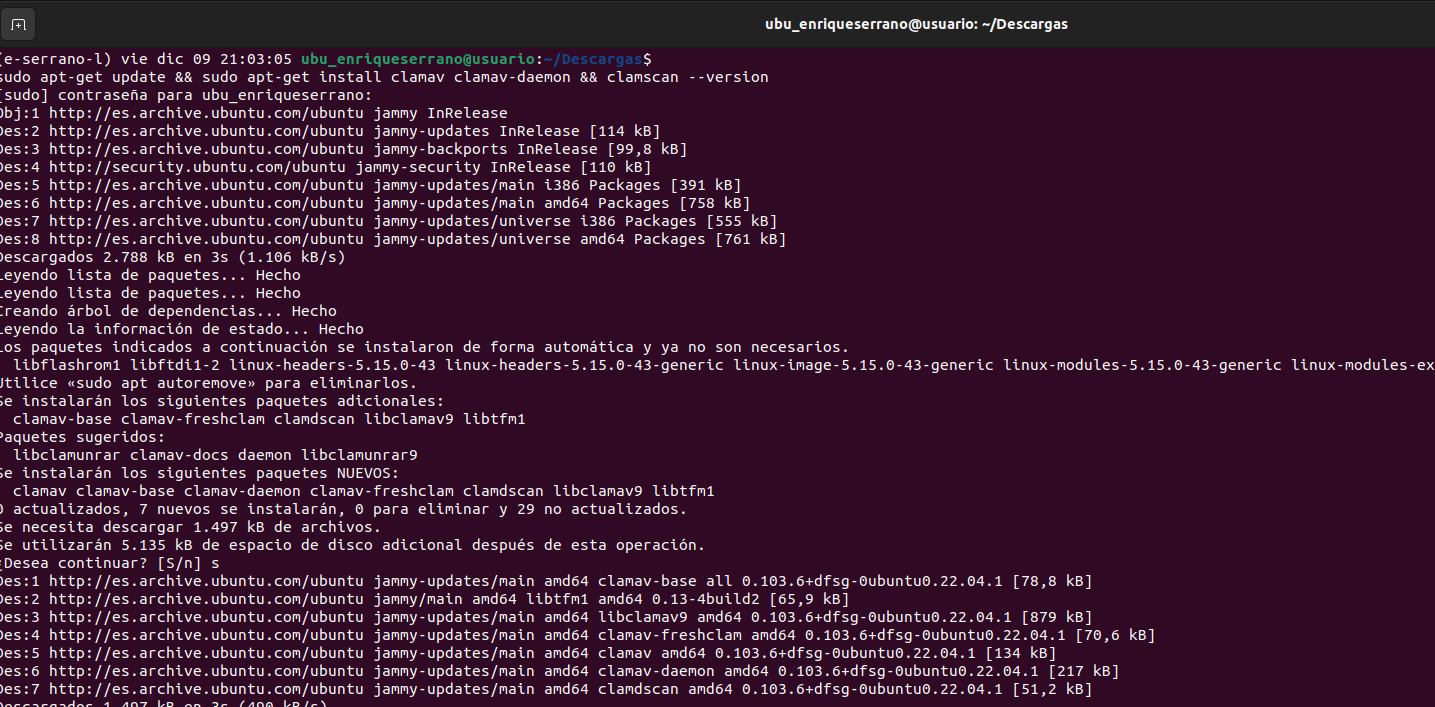 ubu_enriqueserrano@usuario: ~/Descargas
(e-serrano-l) vie dic 09 21:03:05 ubu_enriqueserrano@usuario:~/Descargas$
sudo apt-get update && sudo apt-get install clamav clamav-daemon && clamscan --version
[sudo] contraseña para ubu_enriqueserrano:
Obj:1 http://es.archive.ubuntu.com/ubuntu jammy InRelease
Des:2 http://es.archive.ubuntu.com/ubuntu jammy-updates InRelease [114 kB]
Des:3 http://es.archive.ubuntu.com/ubuntu jammy-backports InRelease [99,8 kB]
Des:4 http://security.ubuntu.com/ubuntu jammy-security InRelease [110 kB]
Des:5 http://es.archive.ubuntu.com/ubuntu jammy-updates/main i386 Packages [391 kB]
Des:6 http://es.archive.ubuntu.com/ubuntu jammy-updates/main amd64 Packages [758 kB]
Des:7 http://es.archive.ubuntu.com/ubuntu jammy-updates/universe i386 Packages [555 kB]
Des:8 http://es.archive.ubuntu.com/ubuntu jammy-updates/universe amd64 Packages [761 kB]
Descargados 2.788 kB en 3s (1.106 kB/s)
Leyendo lista de paquetes... Hecho
Leyendo lista de paquetes... Hecho
Creando árbol de dependencias... Hecho
Leyendo la información de estado... Hecho
Los paquetes indicados a continuación se instalaron de forma automática y ya no son necesarios.
libflashrom1 libftdi1-2 linux-headers-5.15.0-43 linux-headers-5.15.0-43-generic linux-image-5.15.0-43-generic linux-modules-5.15.0-43-generic linux-modules-ex
Utilice «sudo apt autoremove» para eliminarlos.
Se instalarán los siguientes paquetes adicionales:
clamav-base clamav-freshclam clamdscan libclamav9 libtfm1
Paquetes sugeridos:
libclamunrar clamav-docs daemon libclamunrar9
Se instalarán los siguientes paquetes NUEVOS:
clamav clamav-base clamav-daemon clamav-freshclam clamdscan libclamav9 libtfm1
0 actualizados, 7 nuevos se instalarán, 0 para eliminar y 29 no actualizados.
Se necesita descargar 1.497 kB de archivos.
Se utilizarán 5.135 kB de espacio de disco adicional después de esta operación.
¿Desea continuar? [S/n] s
Des:1 http://es.archive.ubuntu.com/ubuntu jammy-updates/main amd64 clamav-base all 0.103.6+dfsg-0ubuntu0.22.04.1 [78,8 kB]
Des:2 http://es.archive.ubuntu.com/ubuntu jammy/main amd64 libtfm1 amd64 0.13-4build2 [65,9 kB]
Des:3 http://es.archive.ubuntu.com/ubuntu jammy-updates/main amd64 libclamav9 amd64 0.103.6+dfsg-0ubuntu0.22.04.1 [879 kB]
Des:4 http://es.archive.ubuntu.com/ubuntu jammy-updates/main amd64 clamav-freshclam amd64 0.103.6+dfsg-0ubuntu0.22.04.1 [70,6 kB]
Des:5 http://es.archive.ubuntu.com/ubuntu jammy-updates/main amd64 clamav amd64 0.103.6+dfsg-0ubuntu0.22.04.1 [134 kB]
Des:6 http://es.archive.ubuntu.com/ubuntu jammy-updates/main amd64 clamav-daemon amd64 0.103.6+dfsg-0ubuntu0.22.04.1 [217 kB]
Des:7 http://es.archive.ubuntu.com/ubuntu jammy-updates/main amd64 clamdscan amd64 0.103.6+dfsg-0ubuntu0.22.04.1 [51,2 kB]
Descargados 1.497 kB en 3s (490 kB/s)